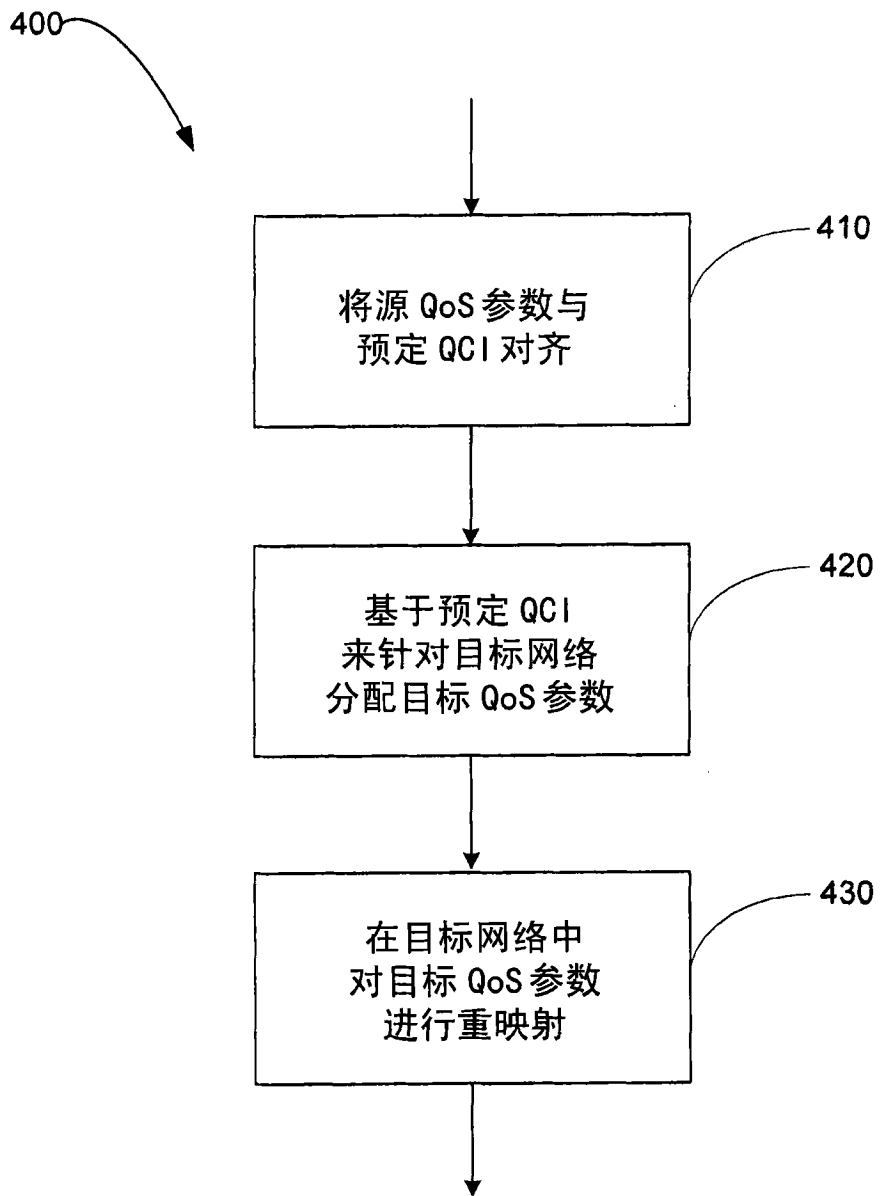 400
410
将源 QoS 参数与
预定 QCI 对齐
420
基于预定 QCI
来针对目标网络
分配目标 QoS 参数
430
在目标网络中
对目标 QoS 参数
进行重映射